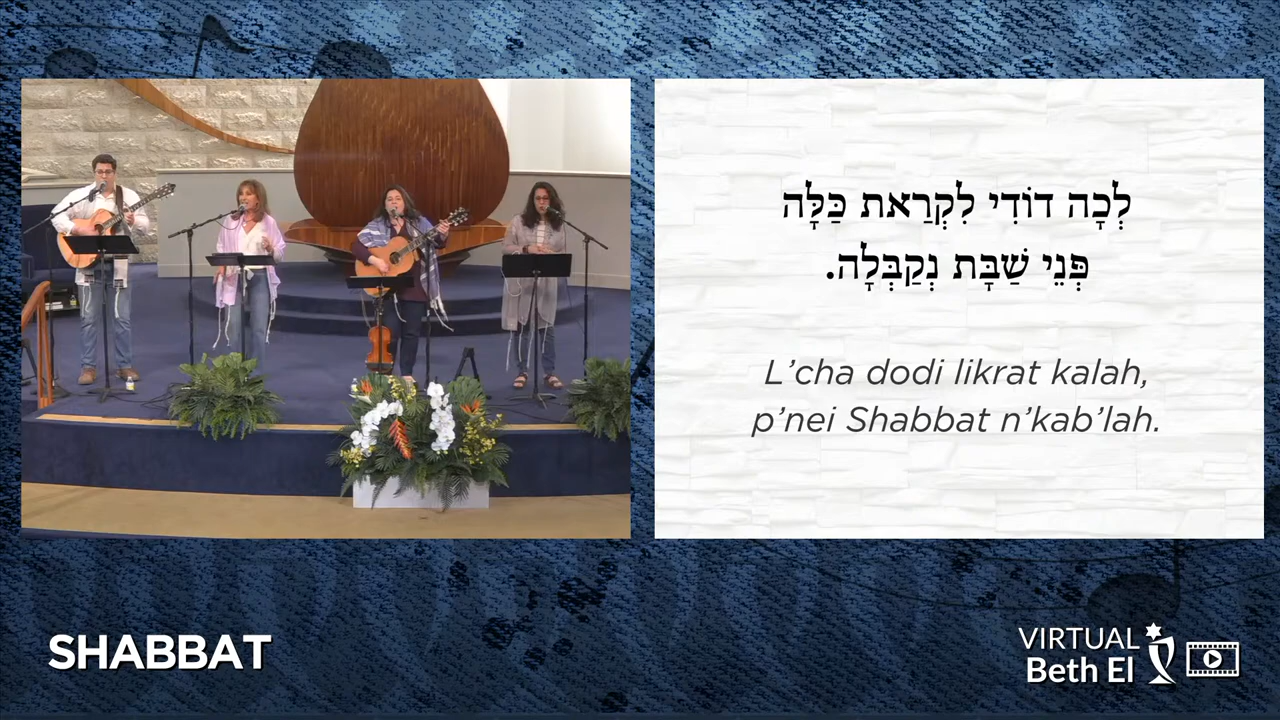 לְכָה דוֹדִי לִקְרַאת כַּלָּה
פְּנֵי שַׁבָּת נְקַבְּלָה.
L’cha dodi likrat kalah,
p’nei Shabbat n’kab’lah.
SHABBAT
VIRTUAL
Beth El